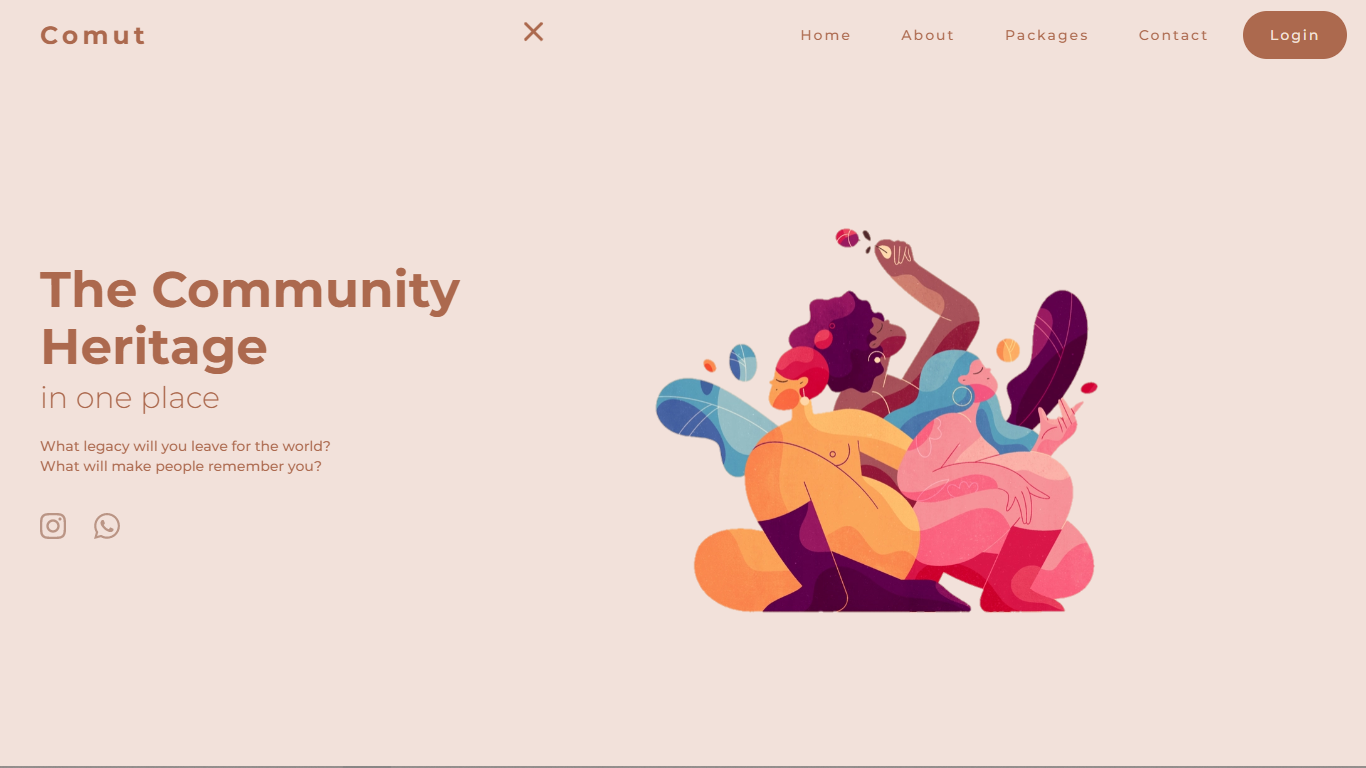 Comut
Home About Packages Contact Login
The Community
Heritage
in one place
What legacy will you leave for the world?
What will make people remember you?